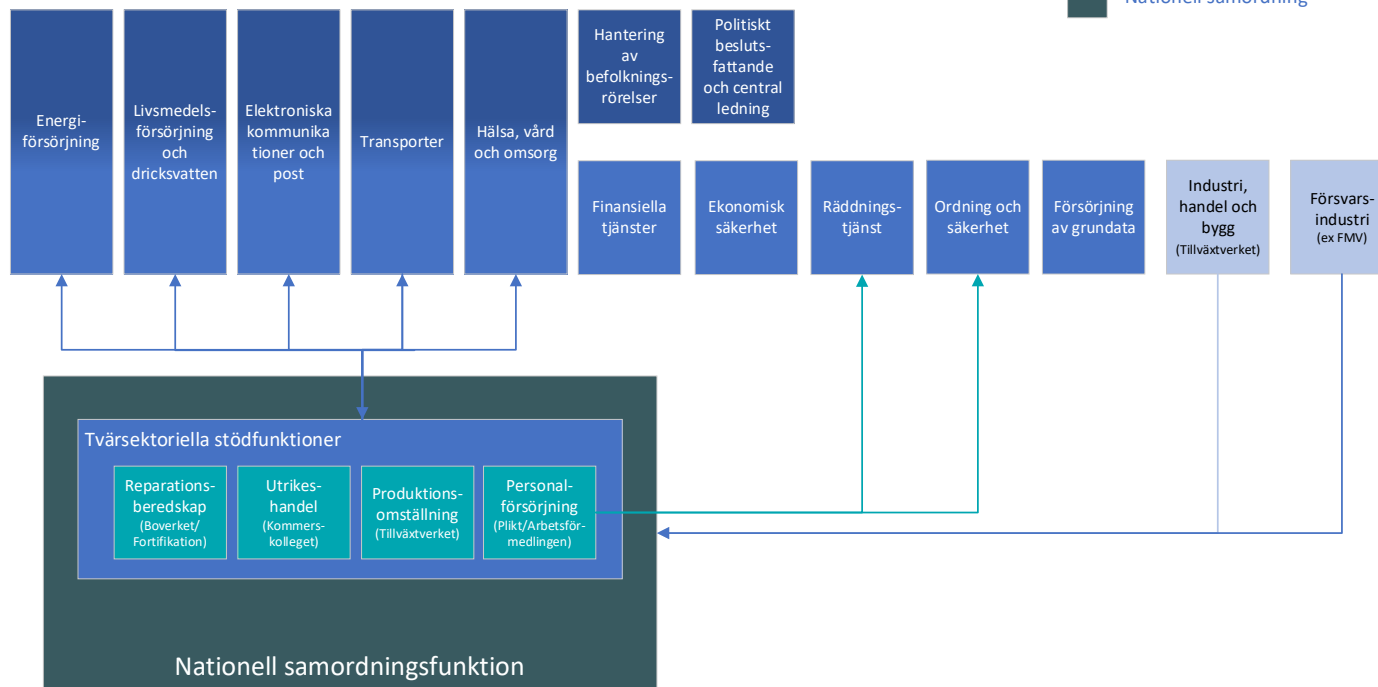 Nationell samordning
Energi-
försörjning
Livsmedels-
försörjning
och
dricksvatten
Elektroniska
kommunika
tioner och
post
Transporter
Hälsa, vård
och omsorg
Hantering
av
befolknings-
rörelser
Politiskt
besluts-
fattande
och central
ledning
Finansiella
tjänster
Ekonomisk
säkerhet
Räddnings-
tjänst
Ordning och
säkerhet
Försörjning
av grundata
Industri,
handel och
bygg
(Tillväxtverket)
Försvars-
industri
(ex FMV)
Tvärsektoriella stödfunktioner
Reparations-
beredskap
(Boverket/
Fortifikation)
Utrikes-
handel
(Kommers-
kolleget)
Produktions-
omställning
(Tillväxtverket)
Personal-
försörjning
(Plikt/Arbetsför-
medlingen)
Nationell samordningsfunktion